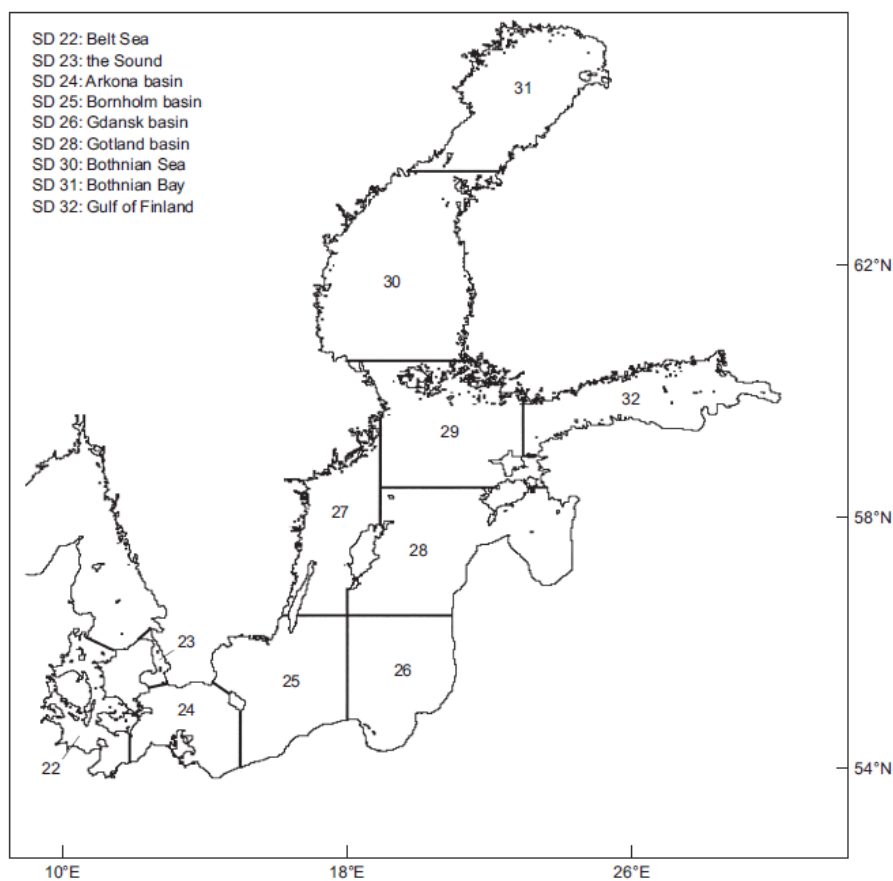 SD 22: Belt Sea
SD 23: the Sound
SD 24: Arkona basin
SD 25: Bornholm basin
SD 26: Gdansk basin
SD 28: Gotland basin
SD 30: Bothnian Sea
SD 31: Bothnian Bay
SD 32: Gulf of Finland
31
62°N
30
32
29
27
58°N
28
23
26
25
24
22
54°N
10°E
18°E
26°E